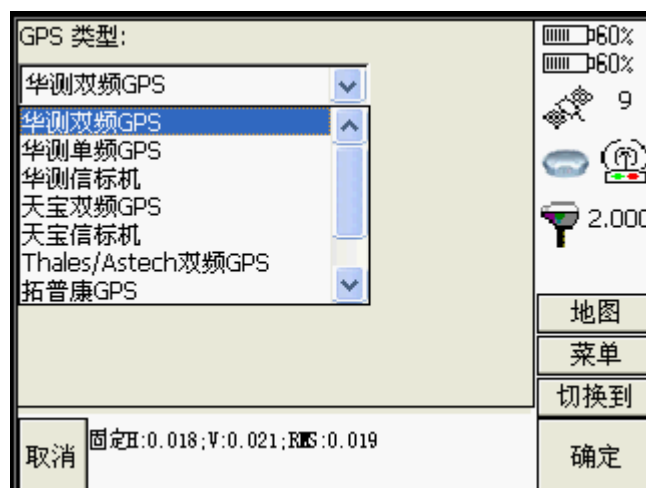 GPS 类型:
华测双频GPS
华测双频GPS
华测单频GPS
华测信标机
天宝双频GPS
天宝信标机
Thales/Astech双频GPS
拓普康GPS
60%
60%
9
2.000
地图
菜单
切换到
取消
固定H:0.018;V:0.021;RMS:0.019
确定